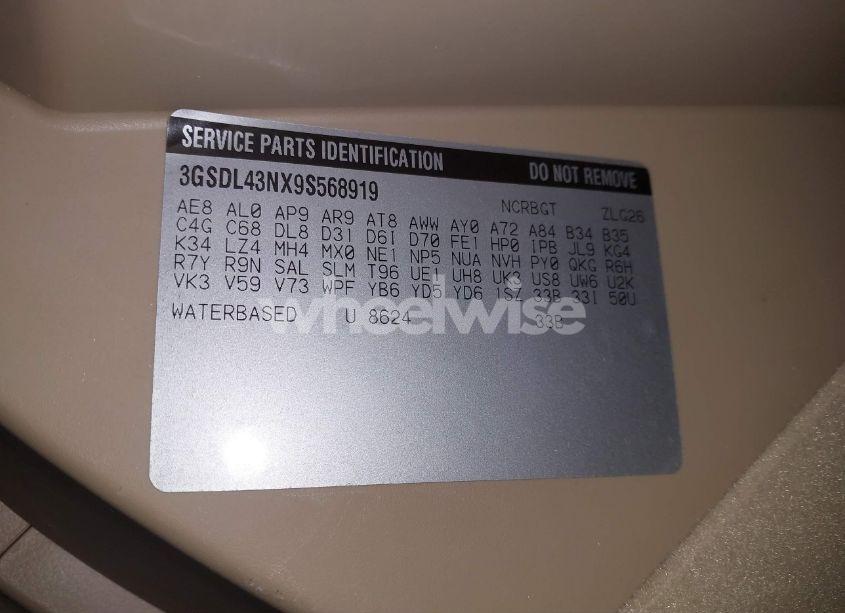 SERVICE PARTS IDENTIFICATION DO NOT REMOVE
3GSDL43NX9S568919 NCRBGT ZLG26
AE8 AL0 AP9 AR9 AT8 AWW AY0 A72 A84 B34 B35
C4G C68 DL8 D31 D6I D70 FE1 HP0 IPB JL9 KG4
K34 LZ4 MH4 MX0 NE1 NP5 NUA NVH PY0 QKG R6H
R7Y R9N SAL SLM T96 UE1 UH8 UK3 US8 UW6 U2K
VK3 V59 V73 WPF YB6 YD5 YD6 1SZ 33B 33I 50U
wheelwise
WATERBASED U 8624 33B